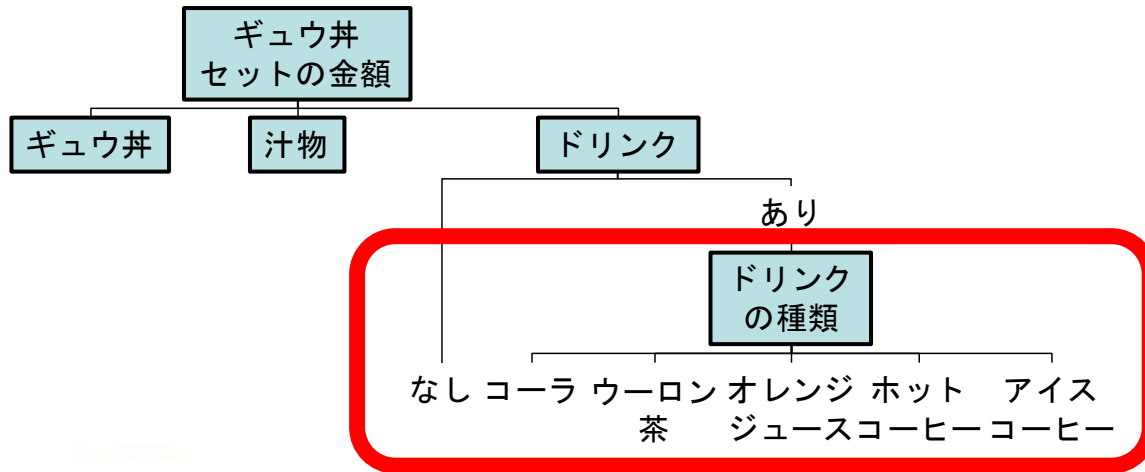 ギュウ丼
セットの金額
ギュウ丼
汁物
ドリンク
あり
ドリンク
の種類
なし
コーラ
ウーロン
茶
オレンジ
ジュース
ホット
コーヒー
アイス
コーヒー